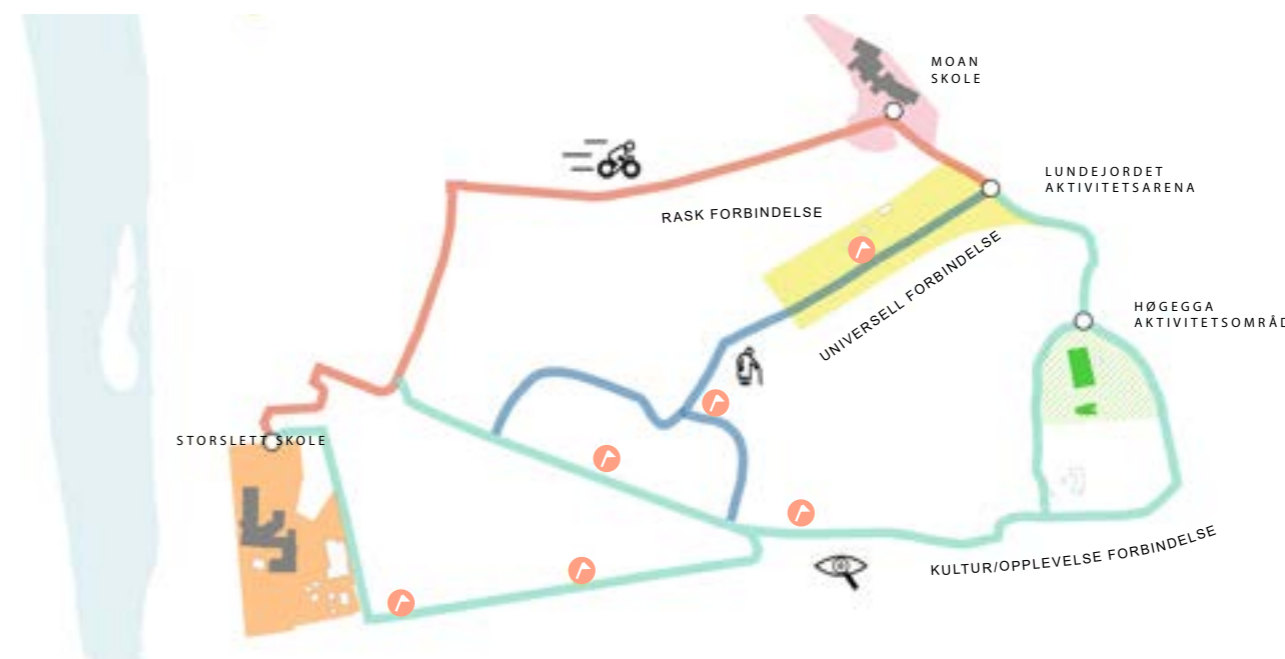 MOAN
SKOLE
LUNDEJORDET
AKTIVITETSARENA
RASK FORBINDELSE
UNIVERSELL FORBINDELSE
HØGEGGA
AKTIVITETSOMRÅD
STORSLETT SKOLE
KULTUR/OPPLEVELSE FORBINDELSE